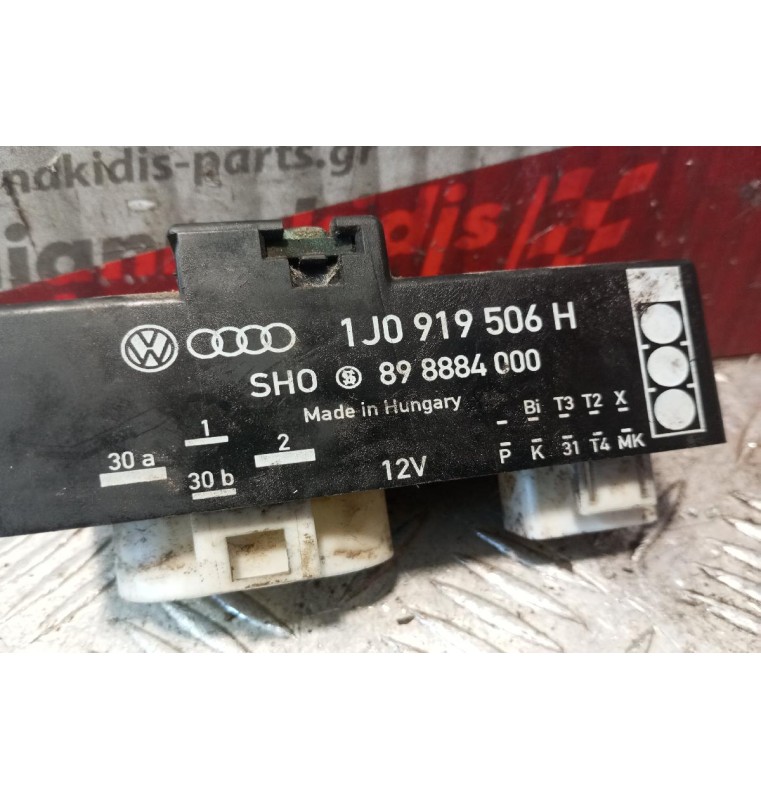 nakidis-parts.gr
1J0 919 506 H
SHO 89 8884 000
Made in Hungary
- Bi T3 T2 X
1
2
30 a
30 b
12V
P K 31 T4 MK